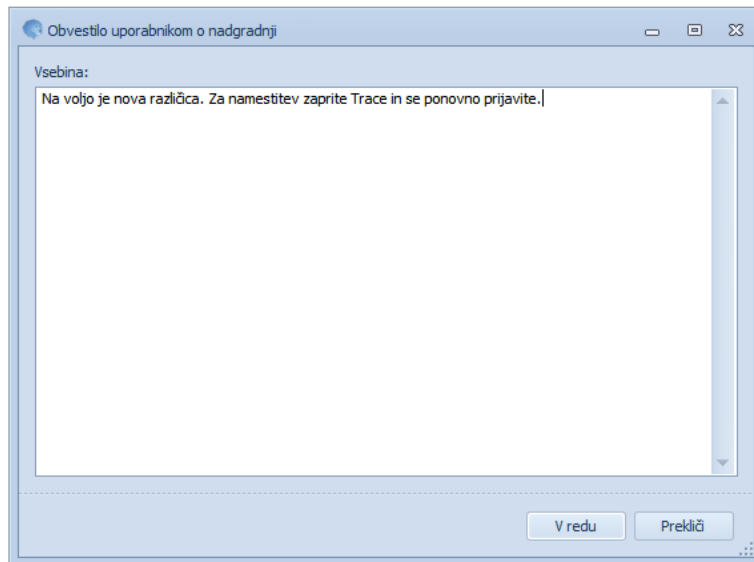 Obvestilo uporabnikom o nadgradnji
Vsebina:
Na voljo je nova različica. Za namestitev zaprite Trace in se ponovno prijavite.
V redu
Prekliči